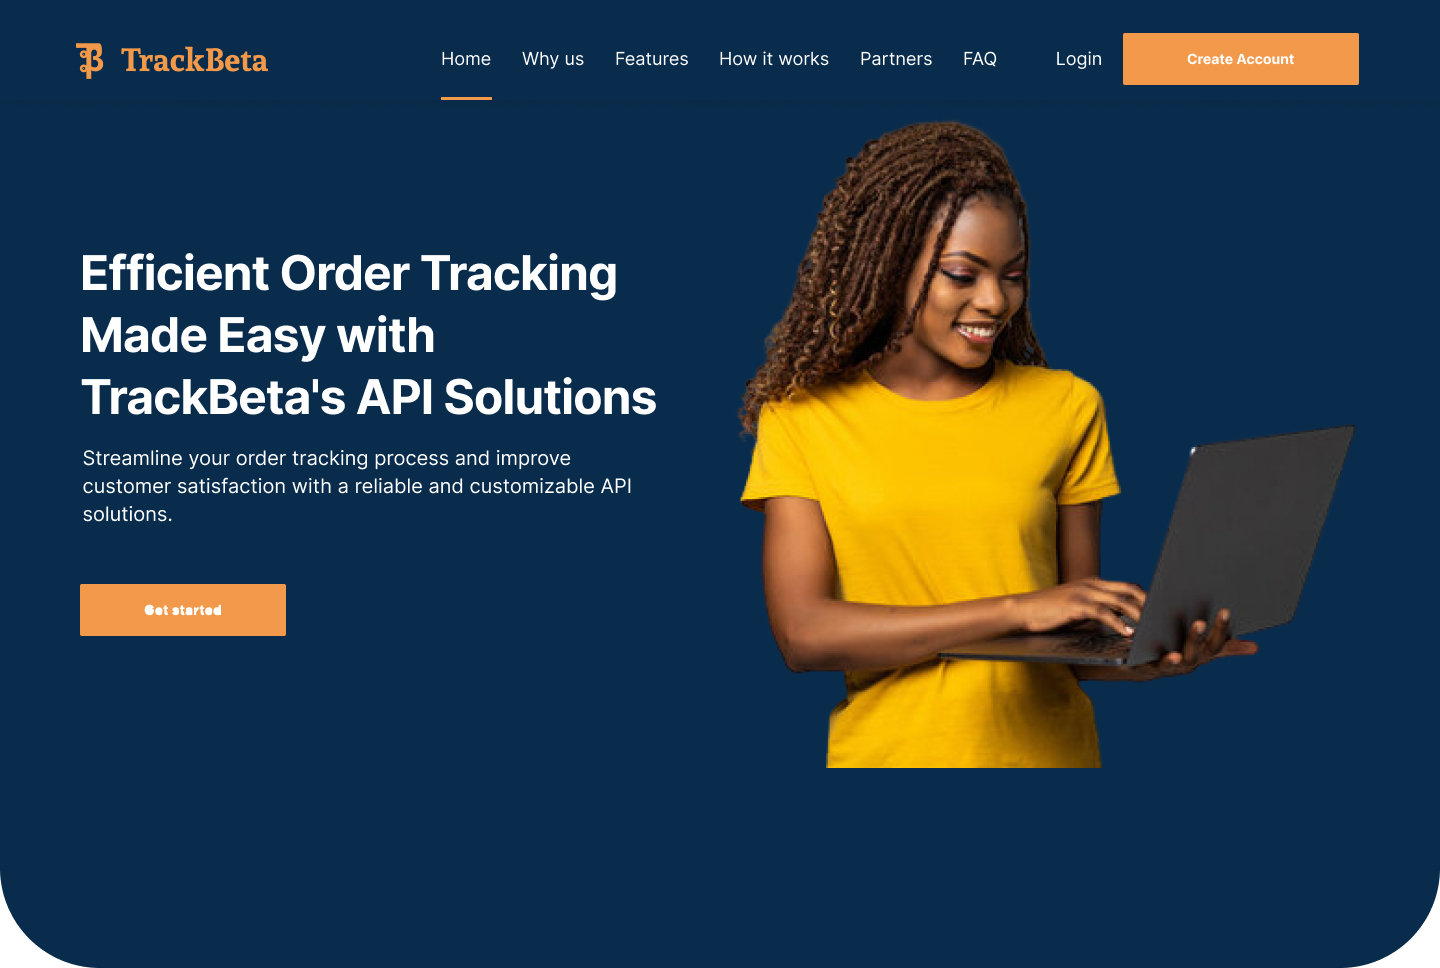 TrackBeta
Home Why us Features How it works Partners FAQ Login Create Account
Efficient Order Tracking
Made Easy with
TrackBeta's API Solutions
Streamline your order tracking process and improve
customer satisfaction with a reliable and customizable API
solutions.
Get started